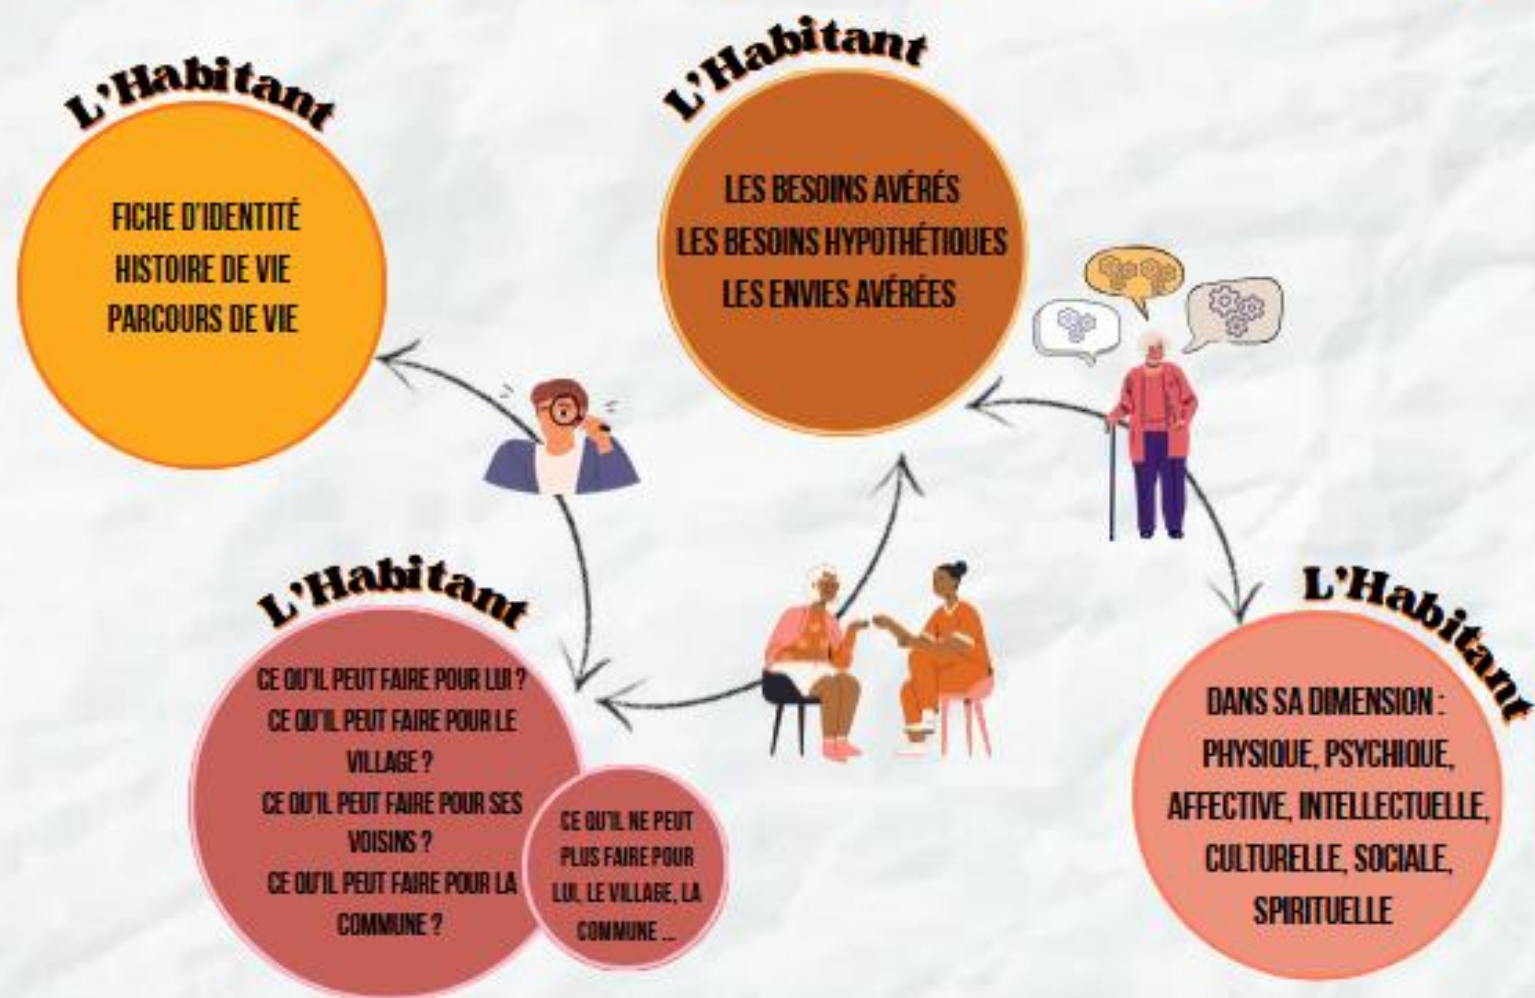 L'Habitant
FICHE D'IDENTITÉ
HISTOIRE DE VIE
PARCOURS DE VIE
L'Habitant
LES BESOINS AVÉRÉS
LES BESOINS HYPOTHÉTIQUES
LES ENVIES AVÉRÉES
L'Habitant
CE QU'IL PEUT FAIRE POUR LUI ?
CE QU'IL PEUT FAIRE POUR LE
VILLAGE ?
CE QU'IL PEUT FAIRE POUR SES
VOISINS ?
CE QU'IL PEUT FAIRE POUR LA
COMMUNE ?
CE QU'IL NE PEUT
PLUS FAIRE POUR
LUI, LE VILLAGE, LA
COMMUNE ...
L'Habitant
DANS SA DIMENSION :
PHYSIQUE, PSYCHIQUE,
AFFECTIVE, INTELLECTUELLE,
CULTURELLE, SOCIALE,
SPIRITUELLE